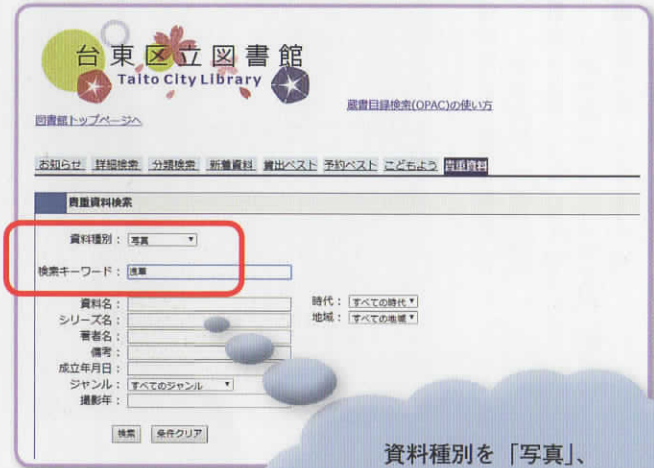 台東区立図書館
Taito City Library
蔵書目録検索(OPAC)の使い方
図書館トップページへ
お知らせ 詳細検索 分類検索 新着資料 貸出ベスト 予約ベスト こどもよう 貴重資料
貴重資料検索
資料種別： 写真 ▼
検索キーワード： 浅草
資料名：
時代： すべての時代 ▼
シリーズ名：
地域： すべての地域 ▼
著者名：
備考：
成立年月日：
ジャンル： すべてのジャンル ▼
撮影年：
検索 条件クリア
資料種別を「写真」、